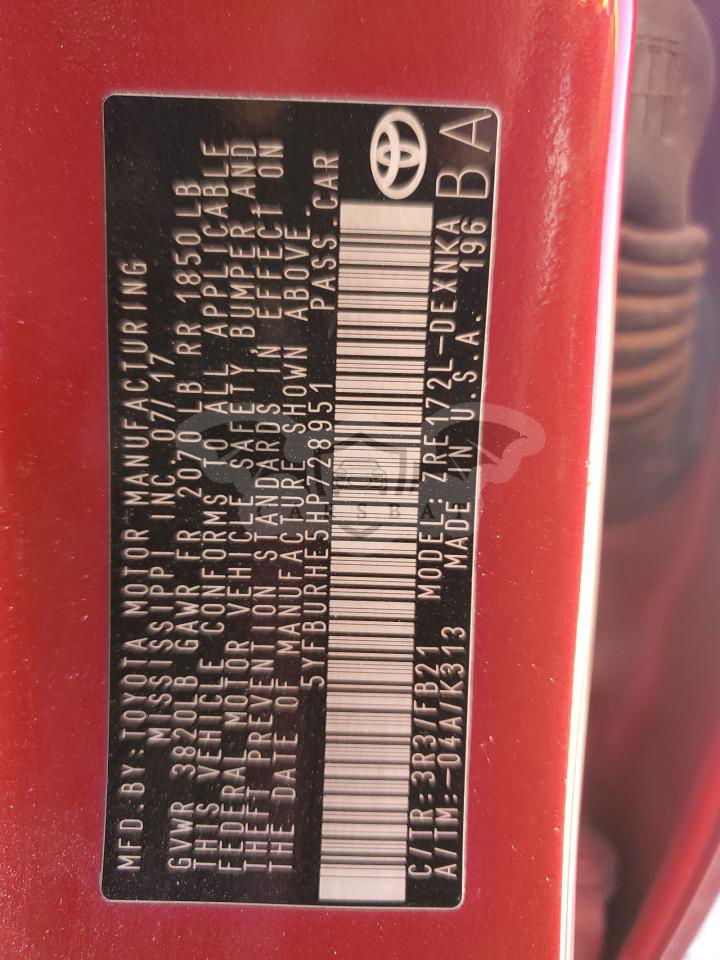 MFD.BY:TOYOTA MOTOR MANUFACTURING
MISSISSIPPI INC 07/17
GVWR 3820LB GAWR FR 2070LB RR 1850LB
THIS VEHICLE CONFORMS TO ALL APPLICABLE
FEDERAL MOTOR VEHICLE SAFETY BUMPER AND
THEFT PREVENTION STANDARDS IN EFFECT ON
THE DATE OF MANUFACTURE SHOWN ABOVE.
5YFBURHE5HP728951 PASS.CAR
C/TR:3R3/FB21 MODEL:ZRE172L-DEXNKA
A/TM:-04A/K313 MADE IN U.S.A. 196 BA